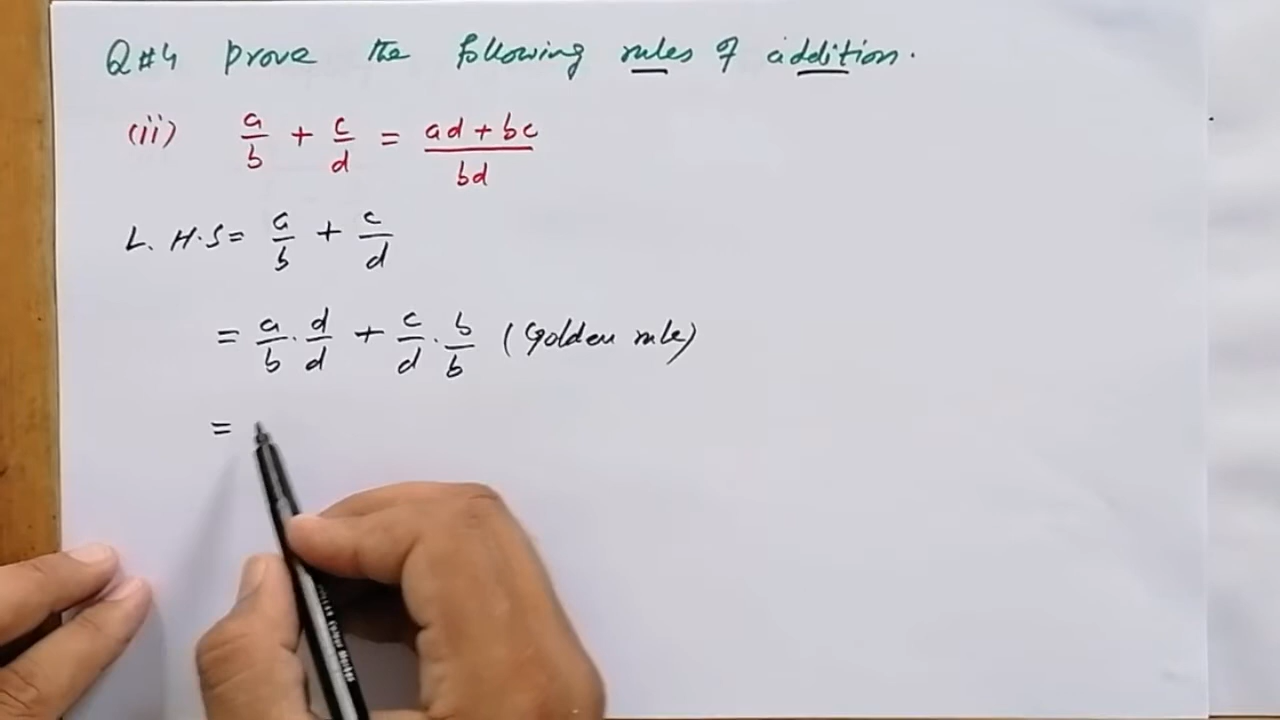 Q#4 Prove the following rules of addition.
(ii) a/b + c/d = ad+bc/bd
L.H.S= a/b + c/d
= a/b . d/d + c/d . b/b (Golden rule)
=